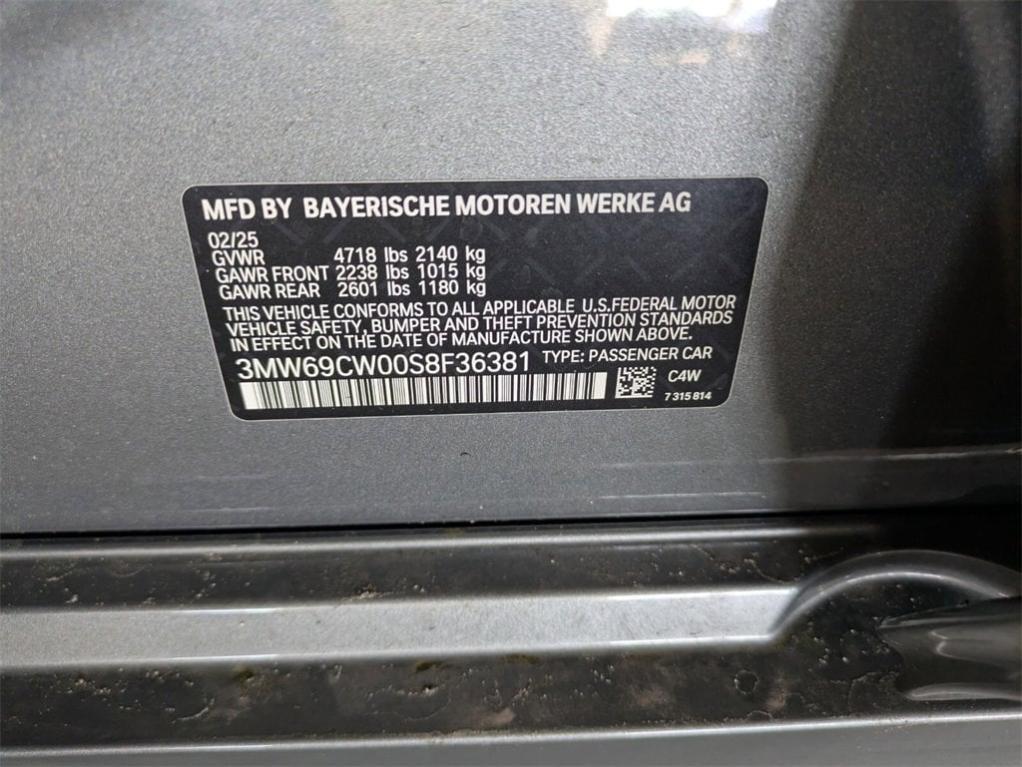 MFD BY BAYERISCHE MOTOREN WERKE AG
02/25
GVWR 4718 lbs 2140 kg
GAWR FRONT 2238 lbs 1015 kg
GAWR REAR 2601 lbs 1180 kg
THIS VEHICLE CONFORMS TO ALL APPLICABLE U.S.FEDERAL MOTOR
VEHICLE SAFETY, BUMPER AND THEFT PREVENTION STANDARDS
IN EFFECT ON THE DATE OF MANUFACTURE SHOWN ABOVE.
3MW69CW00S8F36381 TYPE: PASSENGER CAR
C4W
7 315 814